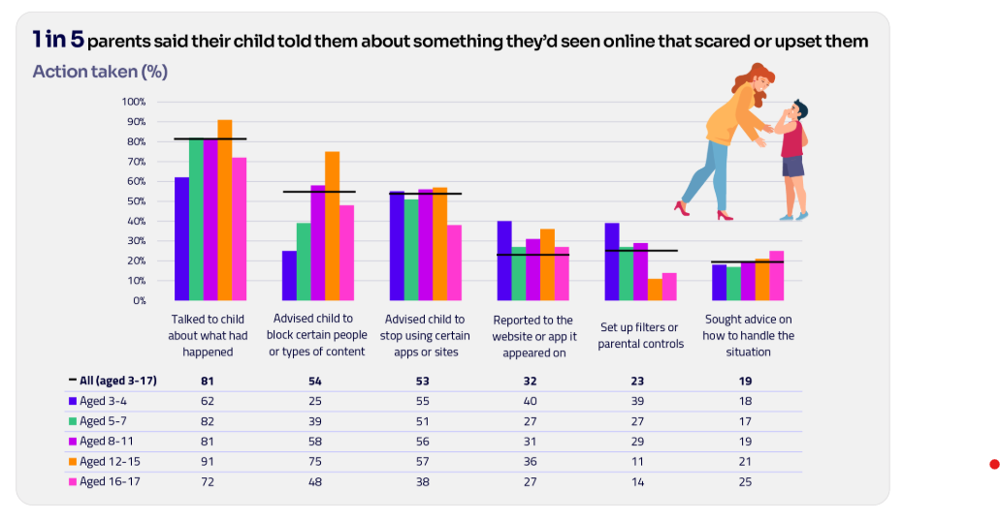 1 in 5 parents said their child told them about something they'd seen online that scared or upset them
Action taken (%)
100%
90%
80%
70%
60%
50%
40%
30%
20%
10%
0%
Talked to child
about what had
happened
Advised child to
block certain people
or types of content
Advised child to
stop using certain
apps or sites
Reported to the
website or app it
appeared on
Set up filters or
parental controls
Sought advice on
how to handle the
situation
All (aged 3-17) 81 54 53 32 23 19
Aged 3-4 62 25 55 40 39 18
Aged 5-7 82 39 51 27 27 17
Aged 8-11 81 58 56 31 29 19
Aged 12-15 91 75 57 36 11 21
Aged 16-17 72 48 38 27 14 25